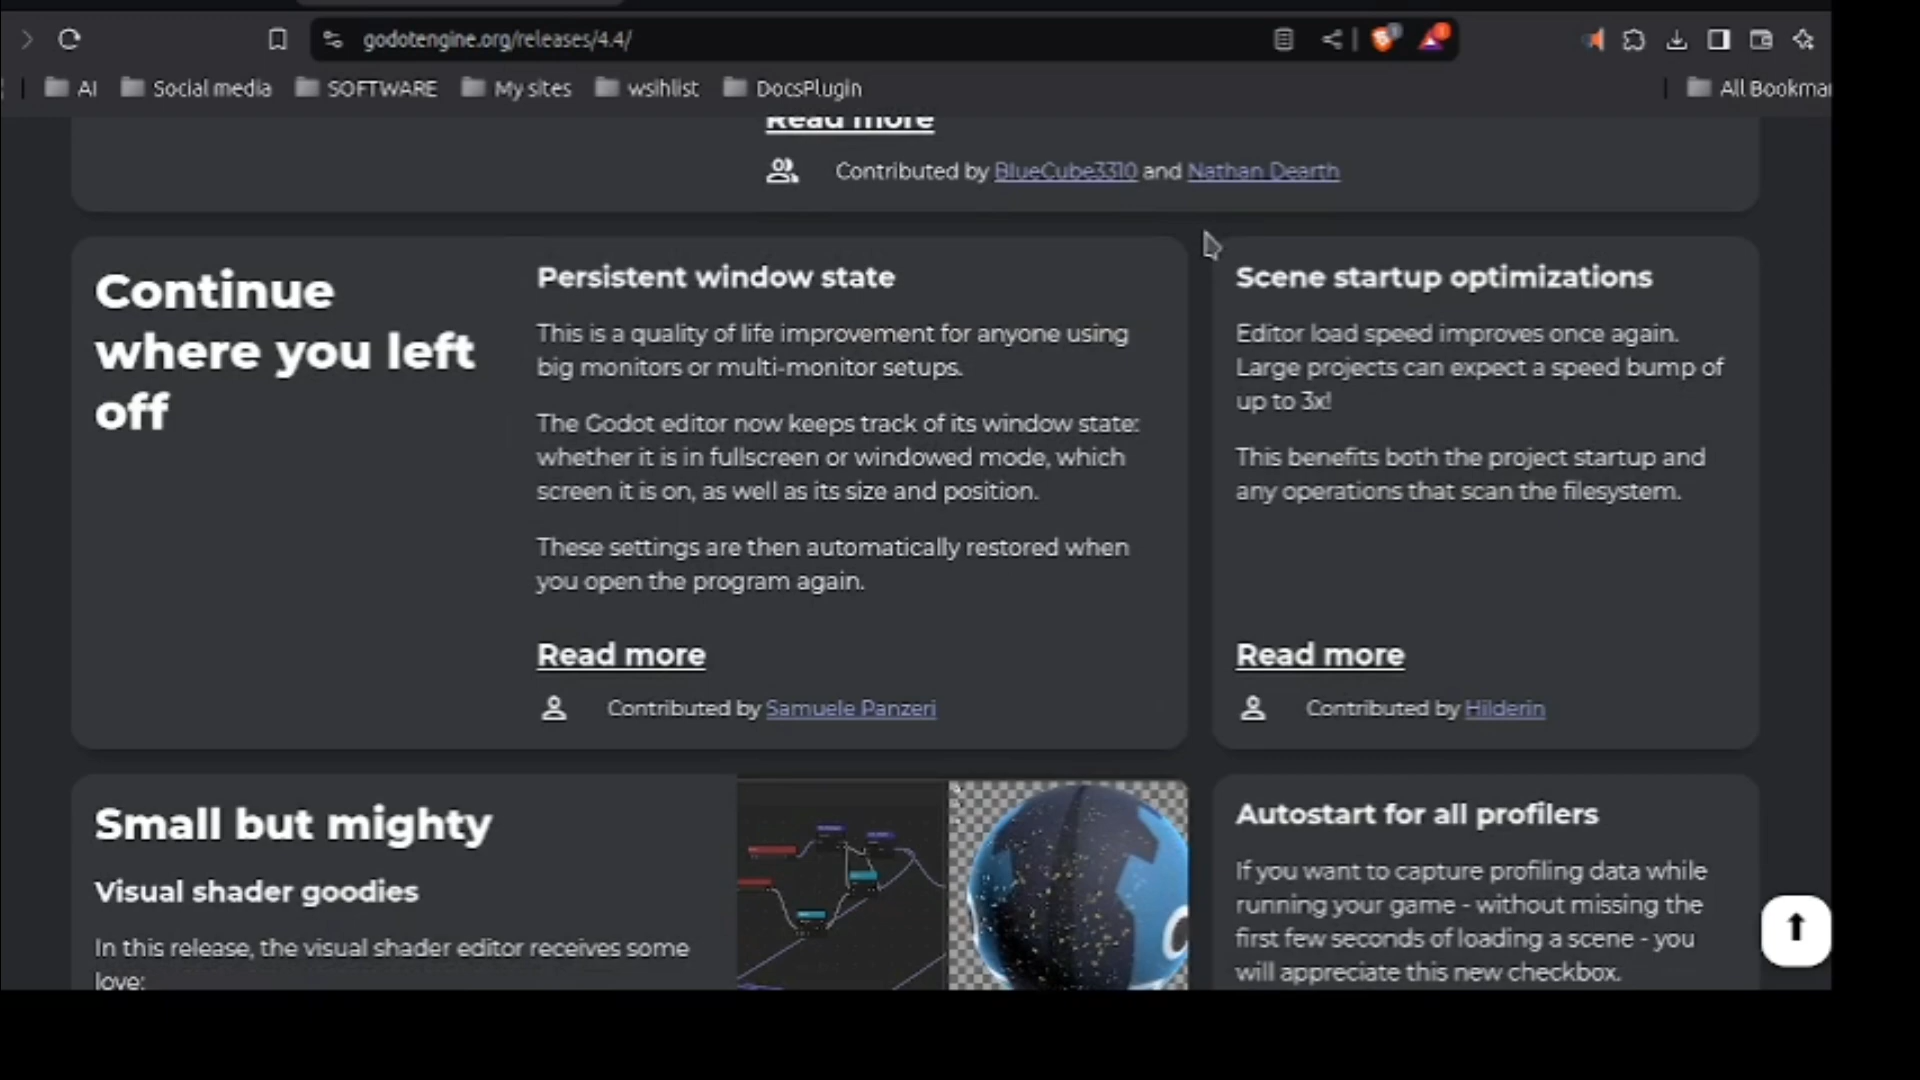 godotengine.org/releases/4.4/
AI
Social media
SOFTWARE
My sites
wsihlist
DocsPlugin
All Bookmar
Read more
Contributed by BlueCube3310 and Nathan Dearth
Continue
where you left
off
Persistent window state
This is a quality of life improvement for anyone using
big monitors or multi-monitor setups.
The Godot editor now keeps track of its window state:
whether it is in fullscreen or windowed mode, which
screen it is on, as well as its size and position.
These settings are then automatically restored when
you open the program again.
Read more
Contributed by Samuele Panzeri
Scene startup optimizations
Editor load speed improves once again.
Large projects can expect a speed bump of
up to 3x!
This benefits both the project startup and
any operations that scan the filesystem.
Read more
Contributed by Hilderin
Small but mighty
Visual shader goodies
In this release, the visual shader editor receives some
love:
Autostart for all profilers
If you want to capture profiling data while
running your game - without missing the
first few seconds of loading a scene - you
will appreciate this new checkbox.